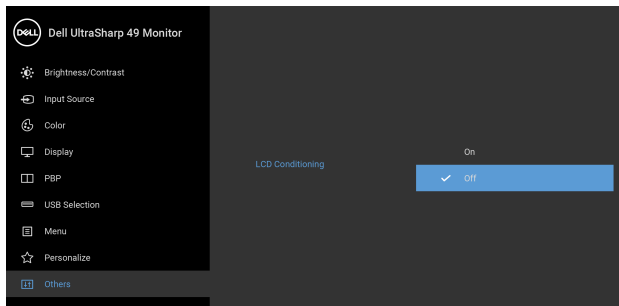 DELL Dell UltraSharp 49 Monitor
Brightness/Contrast
Input Source
Color
Display
PBP
USB Selection
Menu
Personalize
Others
LCD Conditioning
On
Off